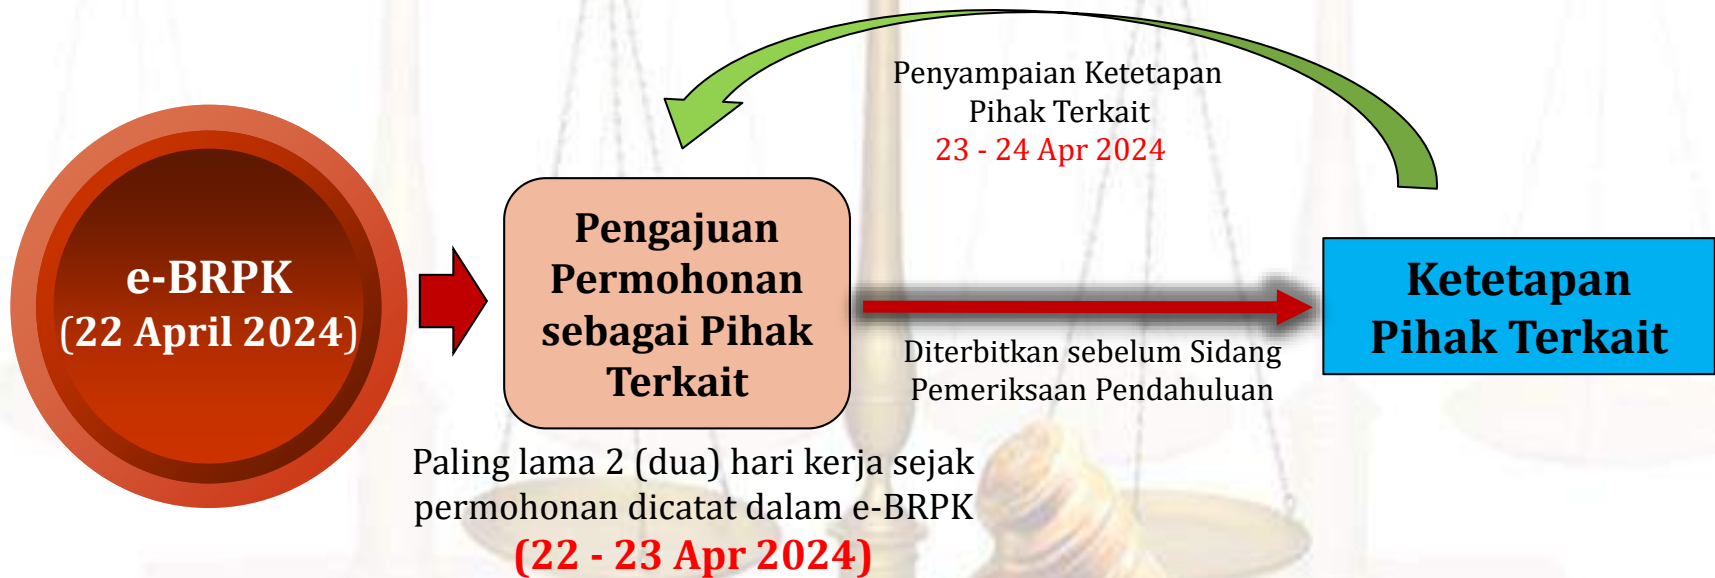 e-BRPK
(22 April 2024)
Pengajuan
Permohonan
sebagai Pihak
Terkait
Paling lama 2 (dua) hari kerja sejak
permohonan dicatat dalam e-BRPK
(22 - 23 Apr 2024)
Penyampaian Ketetapan
Pihak Terkait
23 - 24 Apr 2024
Diterbitkan sebelum Sidang
Pemeriksaan Pendahuluan
Ketetapan
Pihak Terkait